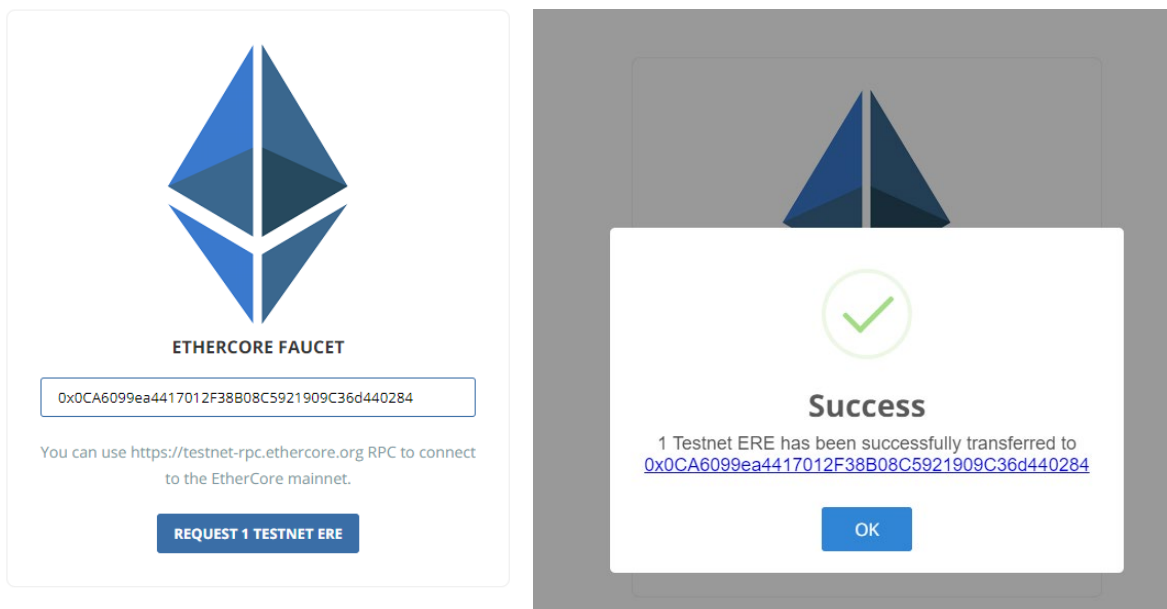 ETHERCORE FAUCET
0x0CA6099ea4417012F38B08C5921909C36d440284
You can use https://testnet-rpc.ethercore.org RPC to connect
to the EtherCore mainnet.
REQUEST 1 TESTNET ERE
Success
1 Testnet ERE has been successfully transferred to
0x0CA6099ea4417012F38B08C5921909C36d440284
OK